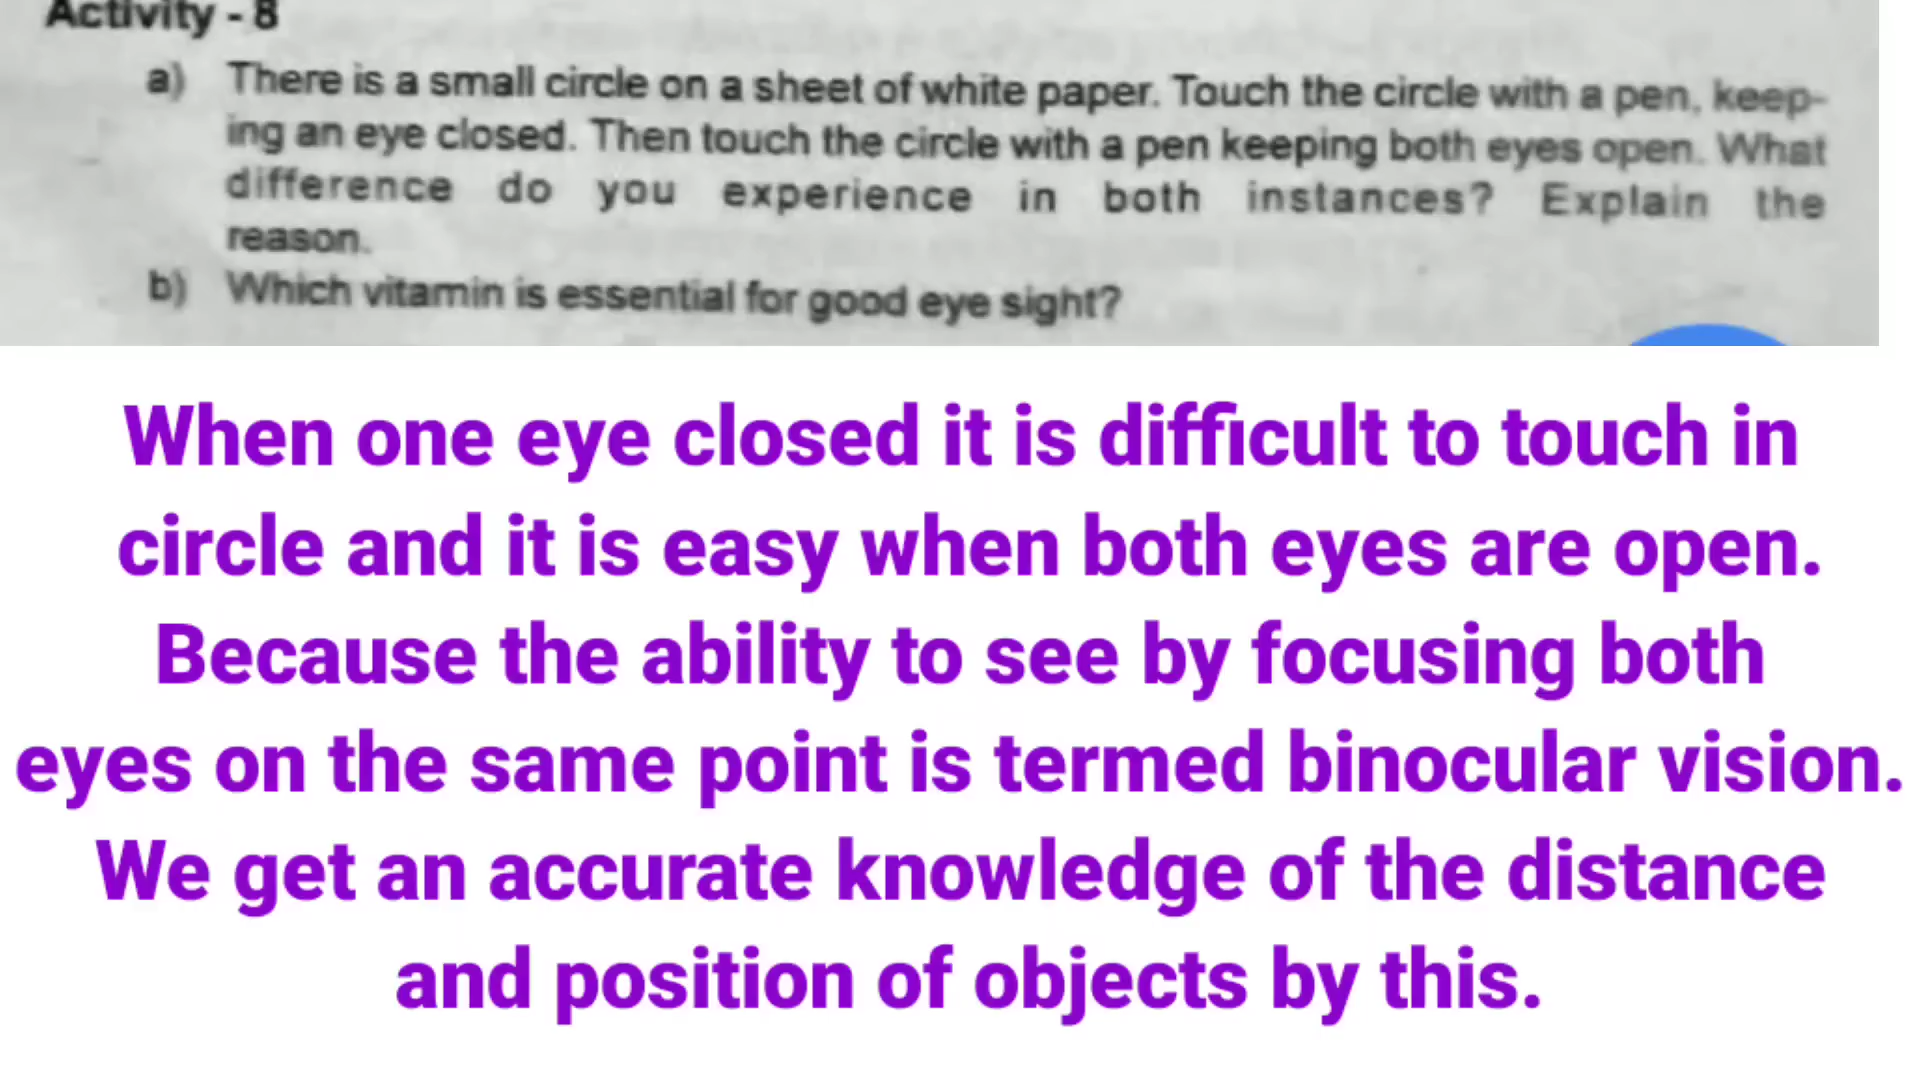 Activity - 8
a) There is a small circle on a sheet of white paper. Touch the circle with a pen, keep-
ing an eye closed. Then touch the circle with a pen keeping both eyes open. What
difference do you experience in both instances? Explain the
reason.
b) Which vitamin is essential for good eye sight?
When one eye closed it is difficult to touch in
circle and it is easy when both eyes are open.
Because the ability to see by focusing both
eyes on the same point is termed binocular vision.
We get an accurate knowledge of the distance
and position of objects by this.